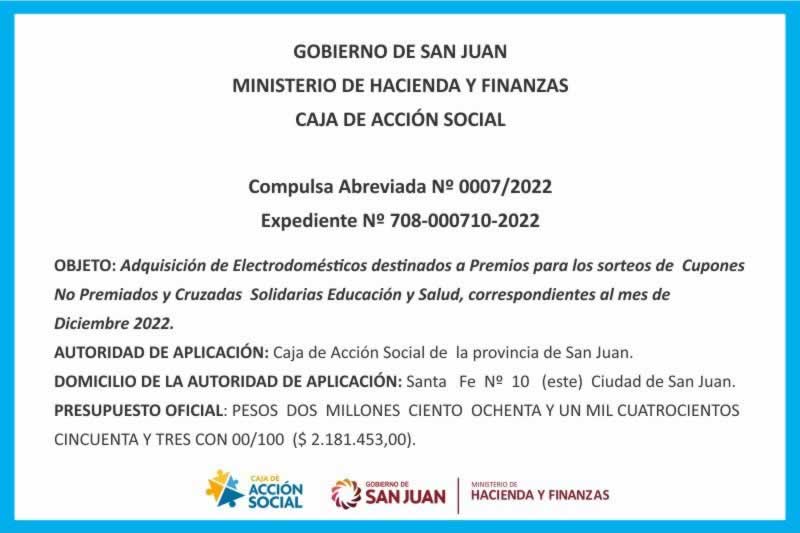 GOBIERNO DE SAN JUAN
MINISTERIO DE HACIENDA Y FINANZAS
CAJA DE ACCIÓN SOCIAL
Compulsa Abreviada Nº 0007/2022
Expediente Nº 708-000710-2022
OBJETO: Adquisición de Electrodomésticos destinados a Premios para los sorteos de Cupones
No Premiados y Cruzadas Solidarias Educación y Salud, correspondientes al mes de
Diciembre 2022.
AUTORIDAD DE APLICACIÓN: Caja de Acción Social de la provincia de San Juan.
DOMICILIO DE LA AUTORIDAD DE APLICACIÓN: Santa Fe Nº 10 (este) Ciudad de San Juan.
PRESUPUESTO OFICIAL: PESOS DOS MILLONES CIENTO OCHENTA Y UN MIL CUATROCIENTOS
CINCUENTA Y TRES CON 00/100 ($ 2.181.453,00).
CAJA DE
ACCIÓN
SOCIAL
GOBIERNO DE
SAN JUAN
MINISTERIO DE
HACIENDA Y FINANZAS